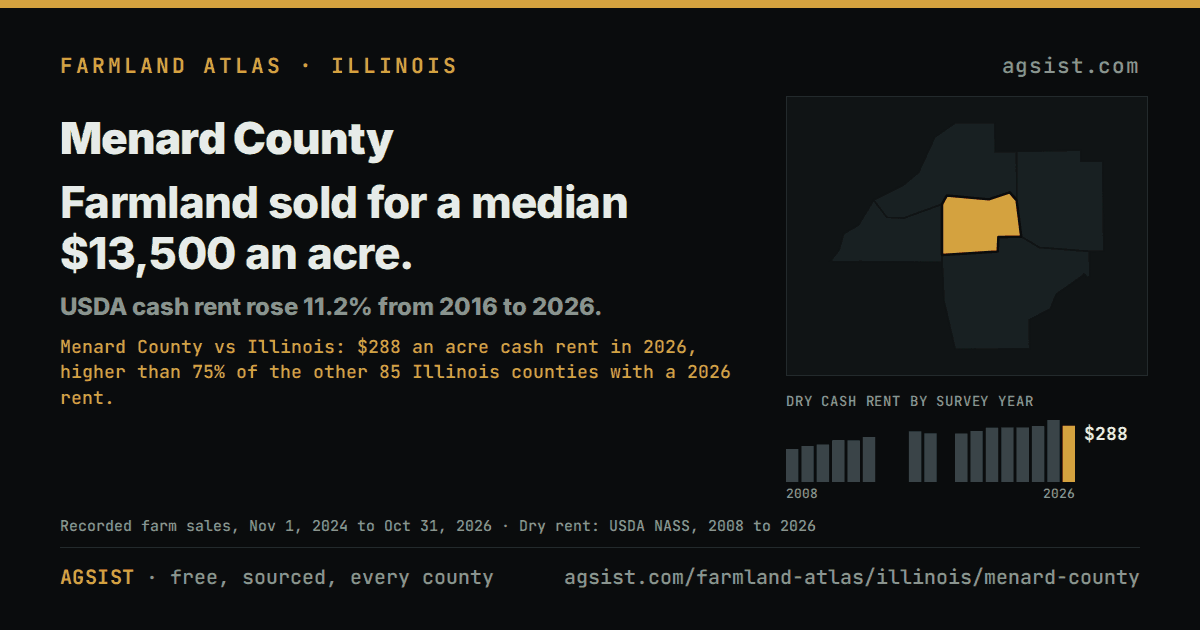 FARMLAND ATLAS · ILLINOIS
agsist.com
Menard County
Farmland sold for a median
$13,500 an acre.
USDA cash rent rose 11.2% from 2016 to 2026.
Menard County vs Illinois: $288 an acre cash rent in 2026,
higher than 75% of the other 85 Illinois counties with a 2026
rent.
DRY CASH RENT BY SURVEY YEAR
$288
2008
2026
Recorded farm sales, Nov 1, 2024 to Oct 31, 2026 · Dry rent: USDA NASS, 2008 to 2026
AGSIST · free, sourced, every county
agsist.com/farmland-atlas/illinois/menard-county